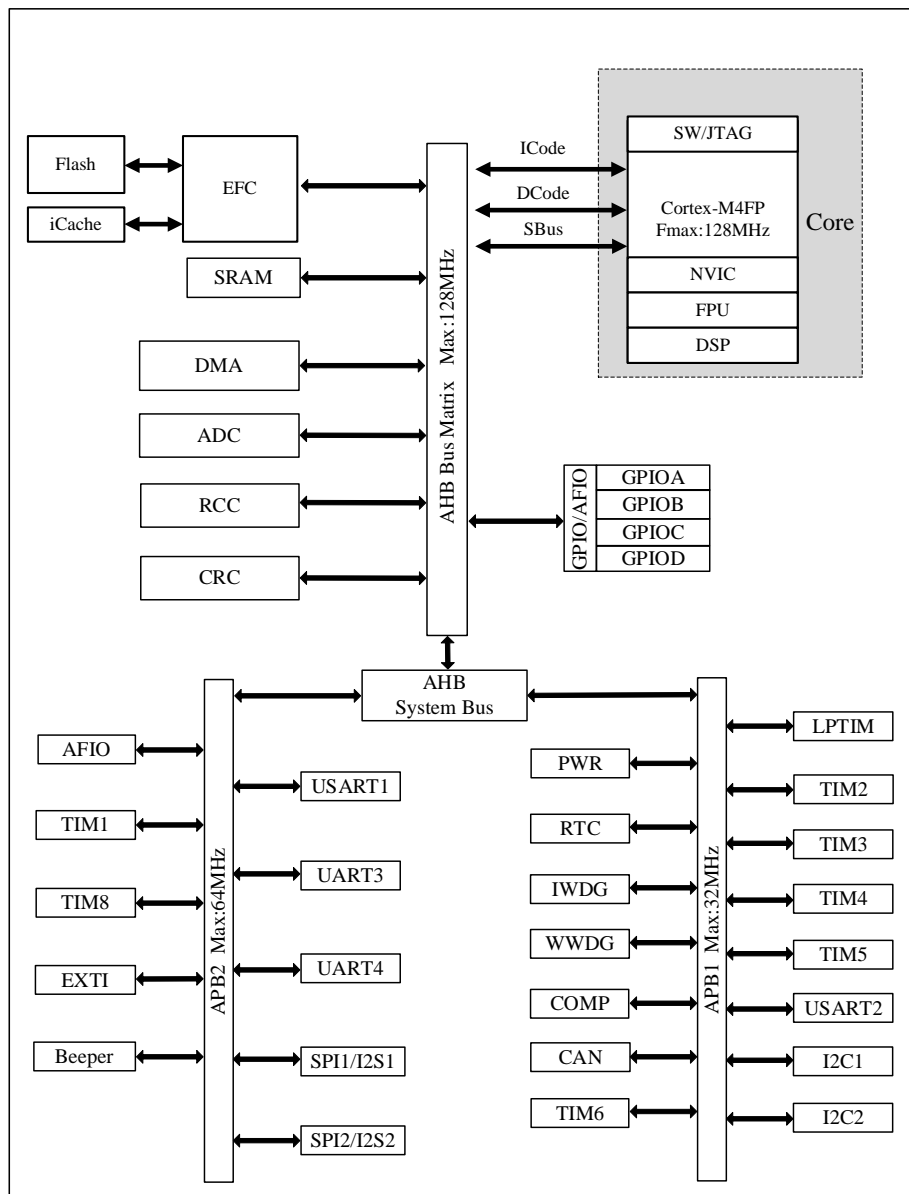 SW/JTAG
ICode
Flash
EFC
DCode
iCache
Cortex-M4FP
Fmax:128MHz
Core
SBus
SRAM
NVIC
FPU
DSP
AHB Bus Matrix Max:128MHz
DMA
ADC
RCC
CRC
GPIO/AFIO
GPIOA
GPIOB
GPIOC
GPIOD
AHB
System Bus
APB2 Max:64MHz
AFIO
TIM1
TIM8
EXTI
Beeper
USART1
UART3
UART4
SPI1/I2S1
SPI2/I2S2
APB1 Max:32MHz
PWR
RTC
IWDG
WWDG
COMP
CAN
TIM6
LPTIM
TIM2
TIM3
TIM4
TIM5
USART2
I2C1
I2C2